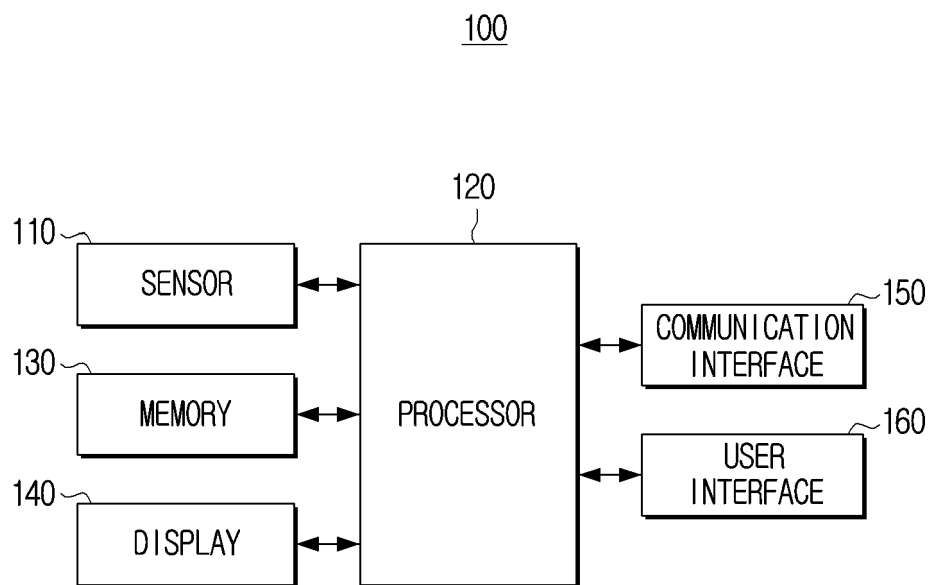 100
120
110
SENSOR
150
COMMUNICATION
INTERFACE
130
MEMORY
PROCESSOR
160
USER
INTERFACE
140
DISPLAY